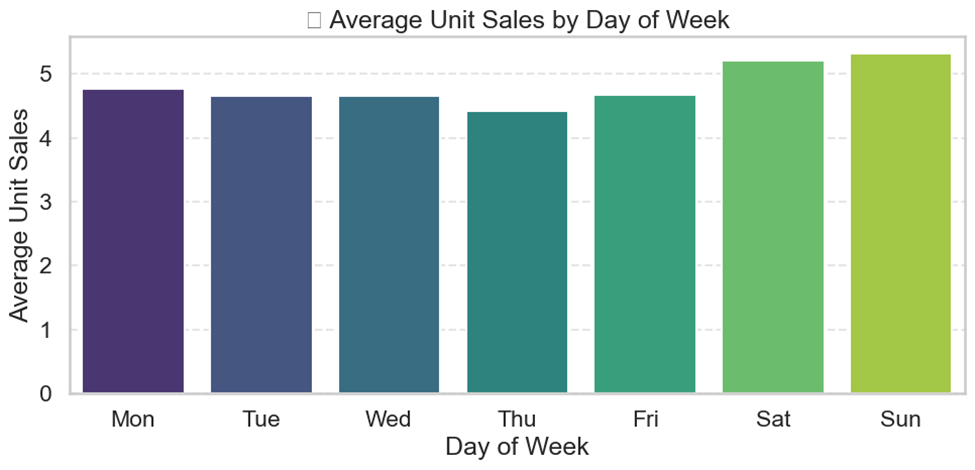 ▯ Average Unit Sales by Day of Week
Average Unit Sales
5
4
3
2
1
0
Mon Tue Wed Thu Fri Sat Sun
Day of Week